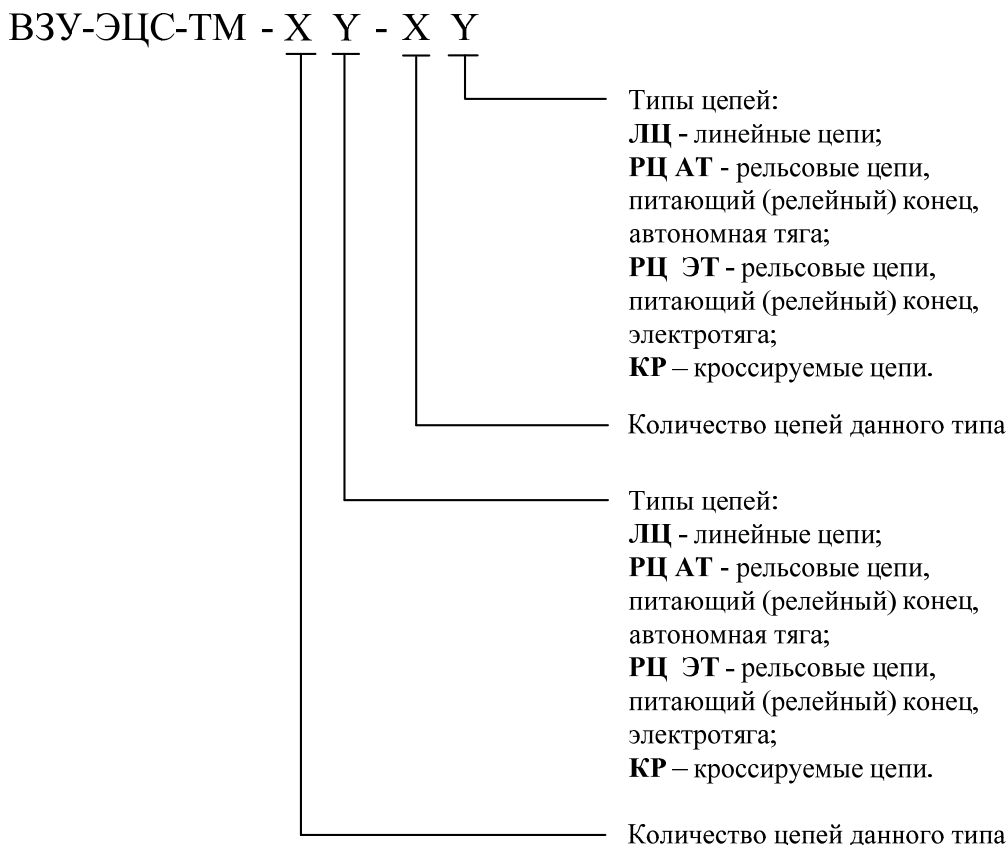 ВЗУ-ЭЦС-ТМ - X Y - X Y
Типы цепей:
ЛЦ - линейные цепи;
РЦ АТ - рельсовые цепи,
питающий (релейный) конец,
автономная тяга;
РЦ ЭТ - рельсовые цепи,
питающий (релейный) конец,
электротяга;
КР – кроссируемые цепи.
Количество цепей данного типа
Типы цепей:
ЛЦ - линейные цепи;
РЦ АТ - рельсовые цепи,
питающий (релейный) конец,
автономная тяга;
РЦ ЭТ - рельсовые цепи,
питающий (релейный) конец,
электротяга;
КР – кроссируемые цепи.
Количество цепей данного типа